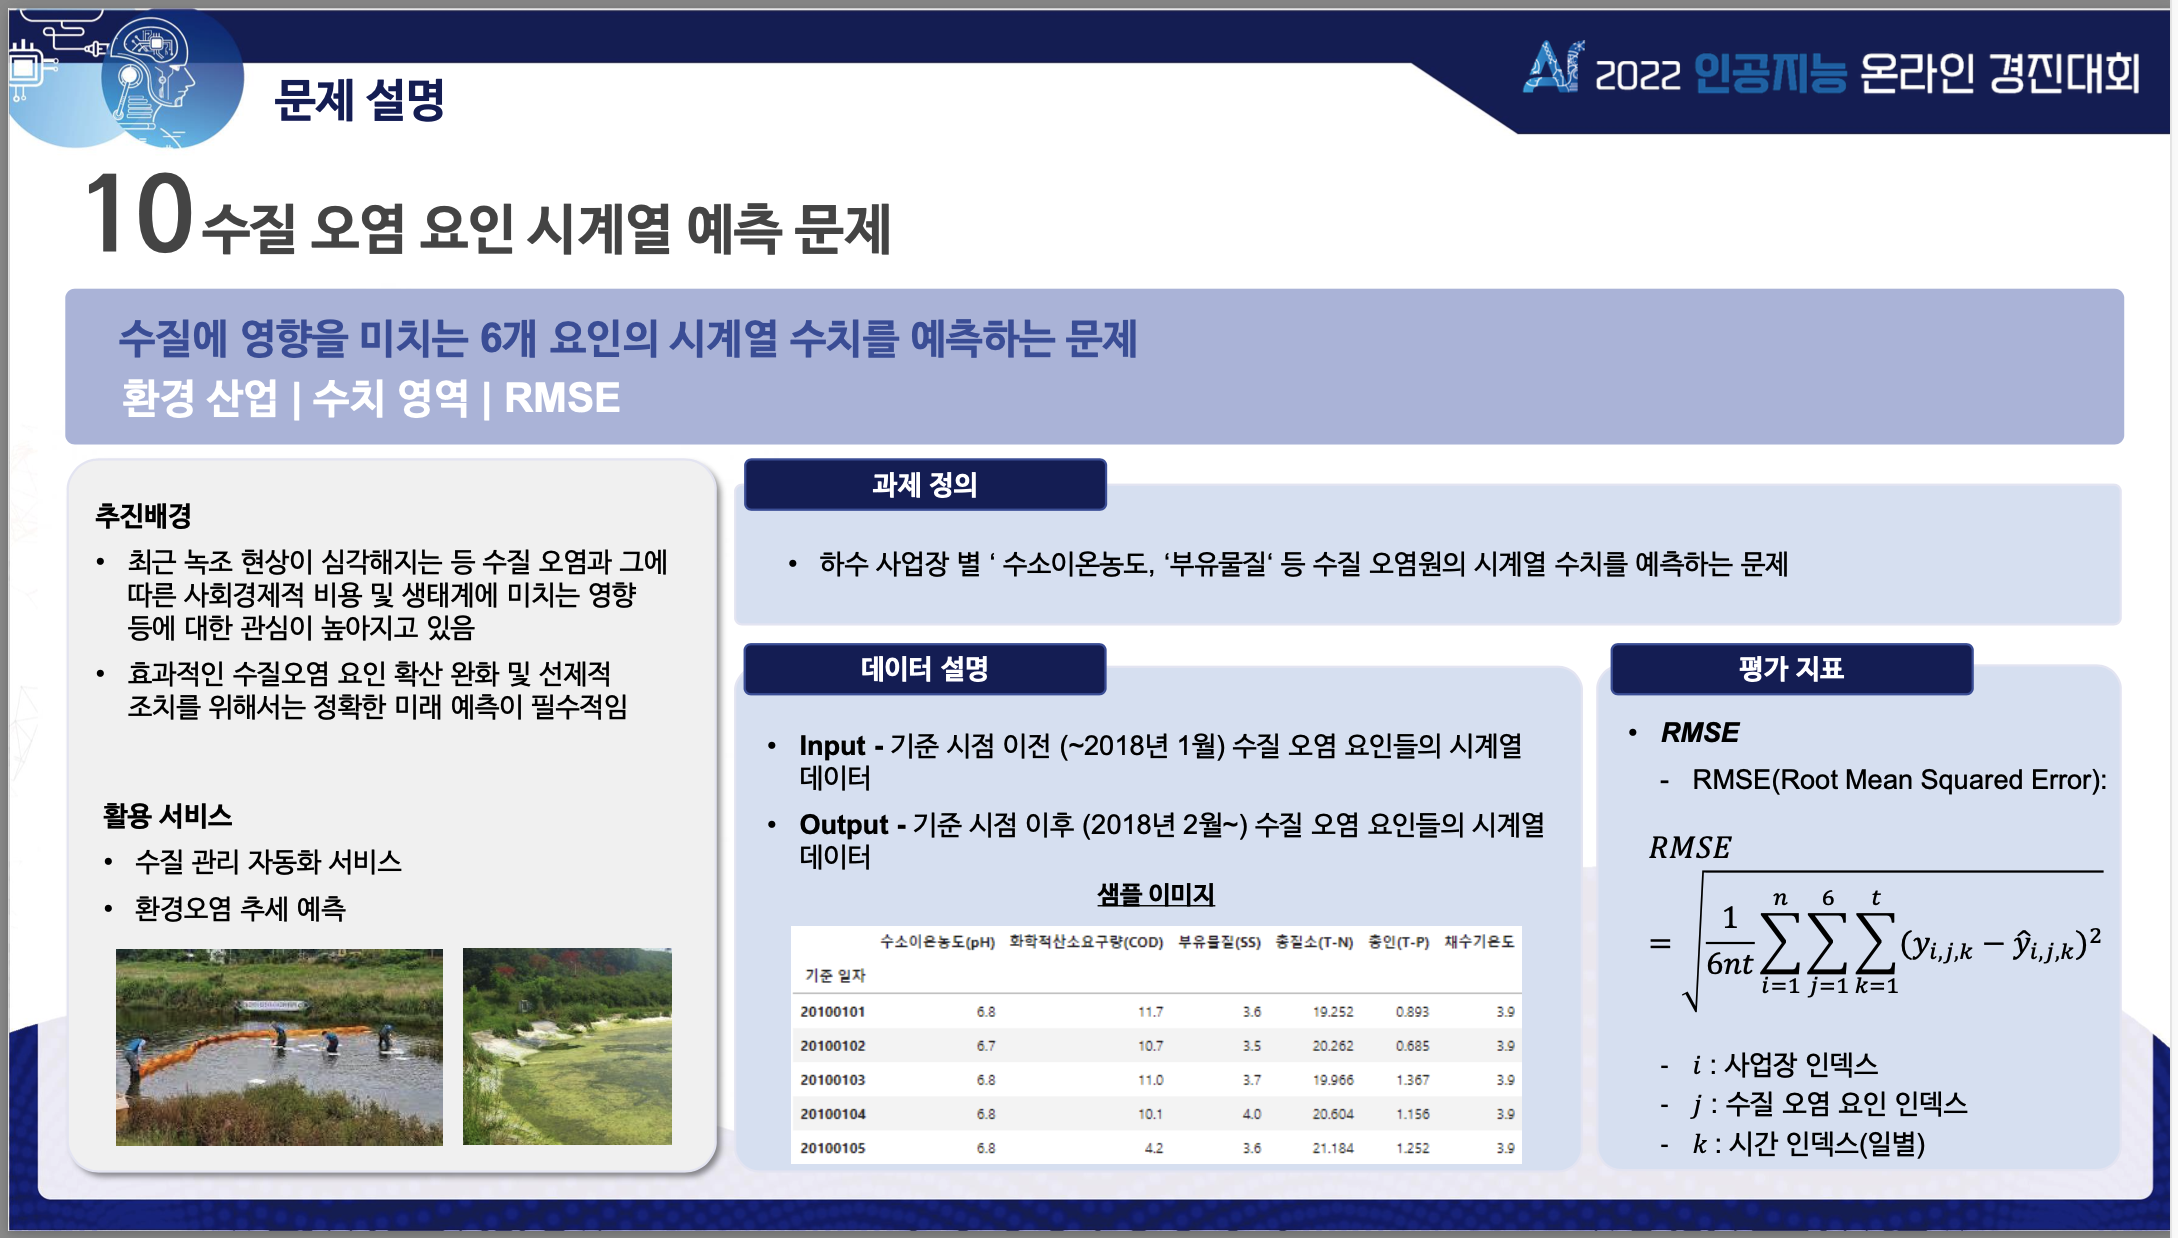 문제 설명
AI 2022 인공지능 온라인 경진대회
10 수질 오염 요인 시계열 예측 문제
수질에 영향을 미치는 6개 요인의 시계열 수치를 예측하는 문제
환경 산업 | 수치 영역 | RMSE
추진배경
• 최근 녹조 현상이 심각해지는 등 수질 오염과 그에
따른 사회경제적 비용 및 생태계에 미치는 영향
등에 대한 관심이 높아지고 있음
• 효과적인 수질오염 요인 확산 완화 및 선제적
조치를 위해서는 정확한 미래 예측이 필수적임
활용 서비스
• 수질 관리 자동화 서비스
• 환경오염 추세 예측
과제 정의
• 하수 사업장 별 ‘ 수소이온농도, ‘부유물질‘ 등 수질 오염원의 시계열 수치를 예측하는 문제
데이터 설명
• Input - 기준 시점 이전 (~2018년 1월) 수질 오염 요인들의 시계열
데이터
• Output - 기준 시점 이후 (2018년 2월~) 수질 오염 요인들의 시계열
데이터
샘플 이미지
수소이온농도(pH) 화학적산소요구량(COD) 부유물질(SS) 총질소(T-N) 총인(T-P) 채수기온도
기준 일자
20100101 6.8 11.7 3.6 19.252 0.893 3.9
20100102 6.7 10.7 3.5 20.262 0.685 3.9
20100103 6.8 11.0 3.7 19.966 1.367 3.9
20100104 6.8 10.1 4.0 20.604 1.156 3.9
20100105 6.8 4.2 3.6 21.184 1.252 3.9
평가 지표
• RMSE
- RMSE(Root Mean Squared Error):
RMSE
= √(1/6nt ∑_{i=1}^{n} ∑_{j=1}^{6} ∑_{k=1}^{t} (y_{i,j,k} − ŷ_{i,j,k})²)
- i : 사업장 인덱스
- j : 수질 오염 요인 인덱스
- k : 시간 인덱스(일별)